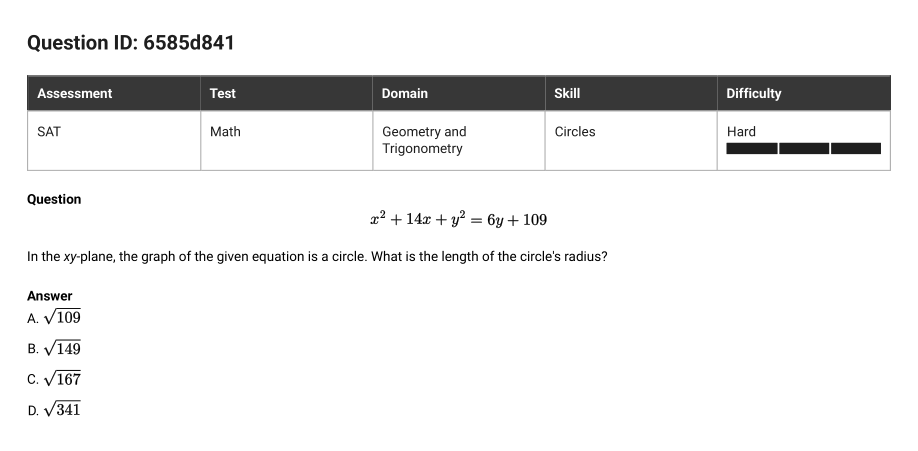 Question ID: 6585d841
Assessment Test Domain Skill Difficulty
SAT Math Geometry and Trigonometry Circles Hard
Question
x² + 14x + y² = 6y + 109
In the xy-plane, the graph of the given equation is a circle. What is the length of the circle's radius?
Answer
A. √109
B. √149
C. √167
D. √341